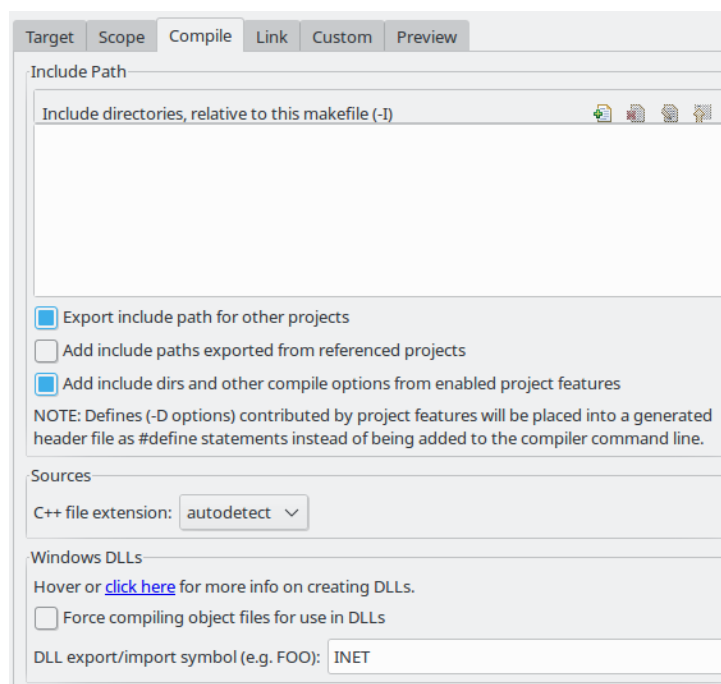 Target Scope Compile Link Custom Preview
Include Path
Include directories, relative to this makefile (-I)
Export include path for other projects
Add include paths exported from referenced projects
Add include dirs and other compile options from enabled project features
NOTE: Defines (-D options) contributed by project features will be placed into a generated
header file as #define statements instead of being added to the compiler command line.
Sources
C++ file extension: autodetect
Windows DLLs
Hover or click here for more info on creating DLLs.
Force compiling object files for use in DLLs
DLL export/import symbol (e.g. FOO): INET